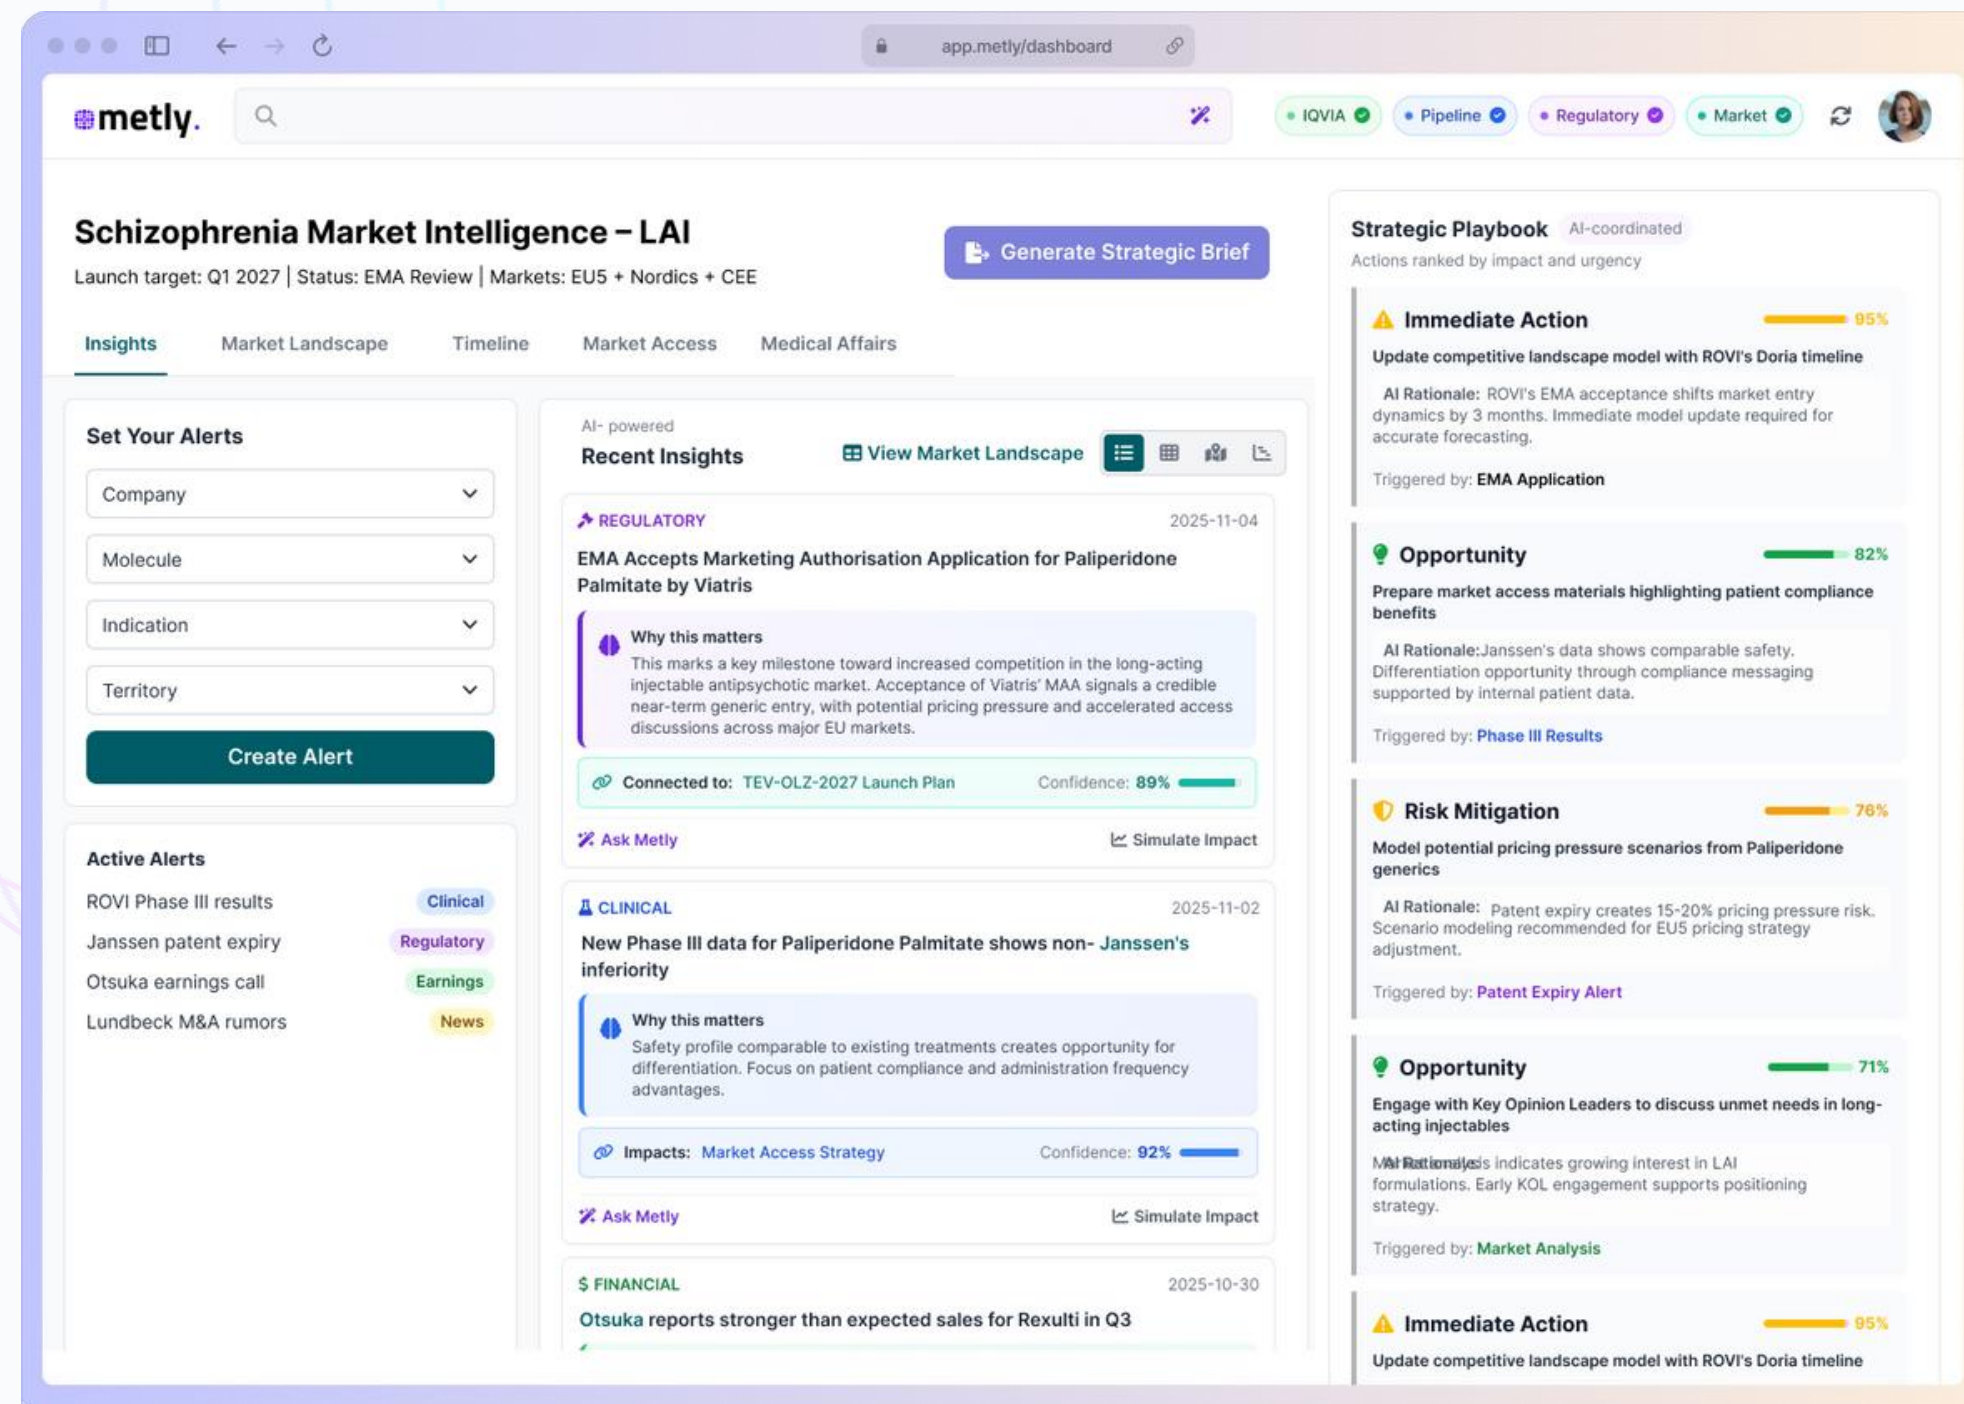 app.metly/dashboard
metly.
IQVIA
Pipeline
Regulatory
Market
Schizophrenia Market Intelligence – LAI
Launch target: Q1 2027 | Status: EMA Review | Markets: EU5 + Nordics + CEE
Generate Strategic Brief
Insights
Market Landscape
Timeline
Market Access
Medical Affairs
Set Your Alerts
Company
Molecule
Indication
Territory
Create Alert
Active Alerts
ROVI Phase III results Clinical
Janssen patent expiry Regulatory
Otsuka earnings call Earnings
Lundbeck M&A rumors News
AI- powered
Recent Insights
View Market Landscape
REGULATORY 2025-11-04
EMA Accepts Marketing Authorisation Application for Paliperidone
Palmitate by Viatris
Why this matters
This marks a key milestone toward increased competition in the long-acting
injectable antipsychotic market. Acceptance of Viatris' MAA signals a credible
near-term generic entry, with potential pricing pressure and accelerated access
discussions across major EU markets.
Connected to: TEV-OLZ-2027 Launch Plan Confidence: 89%
Ask Metly Simulate Impact
CLINICAL 2025-11-02
New Phase III data for Paliperidone Palmitate shows non- Janssen's
inferiority
Why this matters
Safety profile comparable to existing treatments creates opportunity for
differentiation. Focus on patient compliance and administration frequency
advantages.
Impacts: Market Access Strategy Confidence: 92%
Ask Metly Simulate Impact
$ FINANCIAL 2025-10-30
Otsuka reports stronger than expected sales for Rexulti in Q3
Strategic Playbook AI-coordinated
Actions ranked by impact and urgency
Immediate Action 95%
Update competitive landscape model with ROVI's Doria timeline
AI Rationale: ROVI's EMA acceptance shifts market entry
dynamics by 3 months. Immediate model update required for
accurate forecasting.
Triggered by: EMA Application
Opportunity 82%
Prepare market access materials highlighting patient compliance
benefits
AI Rationale:Janssen's data shows comparable safety.
Differentiation opportunity through compliance messaging
supported by internal patient data.
Triggered by: Phase III Results
Risk Mitigation 76%
Model potential pricing pressure scenarios from Paliperidone
generics
AI Rationale: Patent expiry creates 15-20% pricing pressure risk.
Scenario modeling recommended for EU5 pricing strategy
adjustment.
Triggered by: Patent Expiry Alert
Opportunity 71%
Engage with Key Opinion Leaders to discuss unmet needs in long-
acting injectables
indicates growing interest in LAI
formulations. Early KOL engagement supports positioning
strategy.
Triggered by: Market Analysis
Immediate Action 95%
Update competitive landscape model with ROVI's Doria timeline